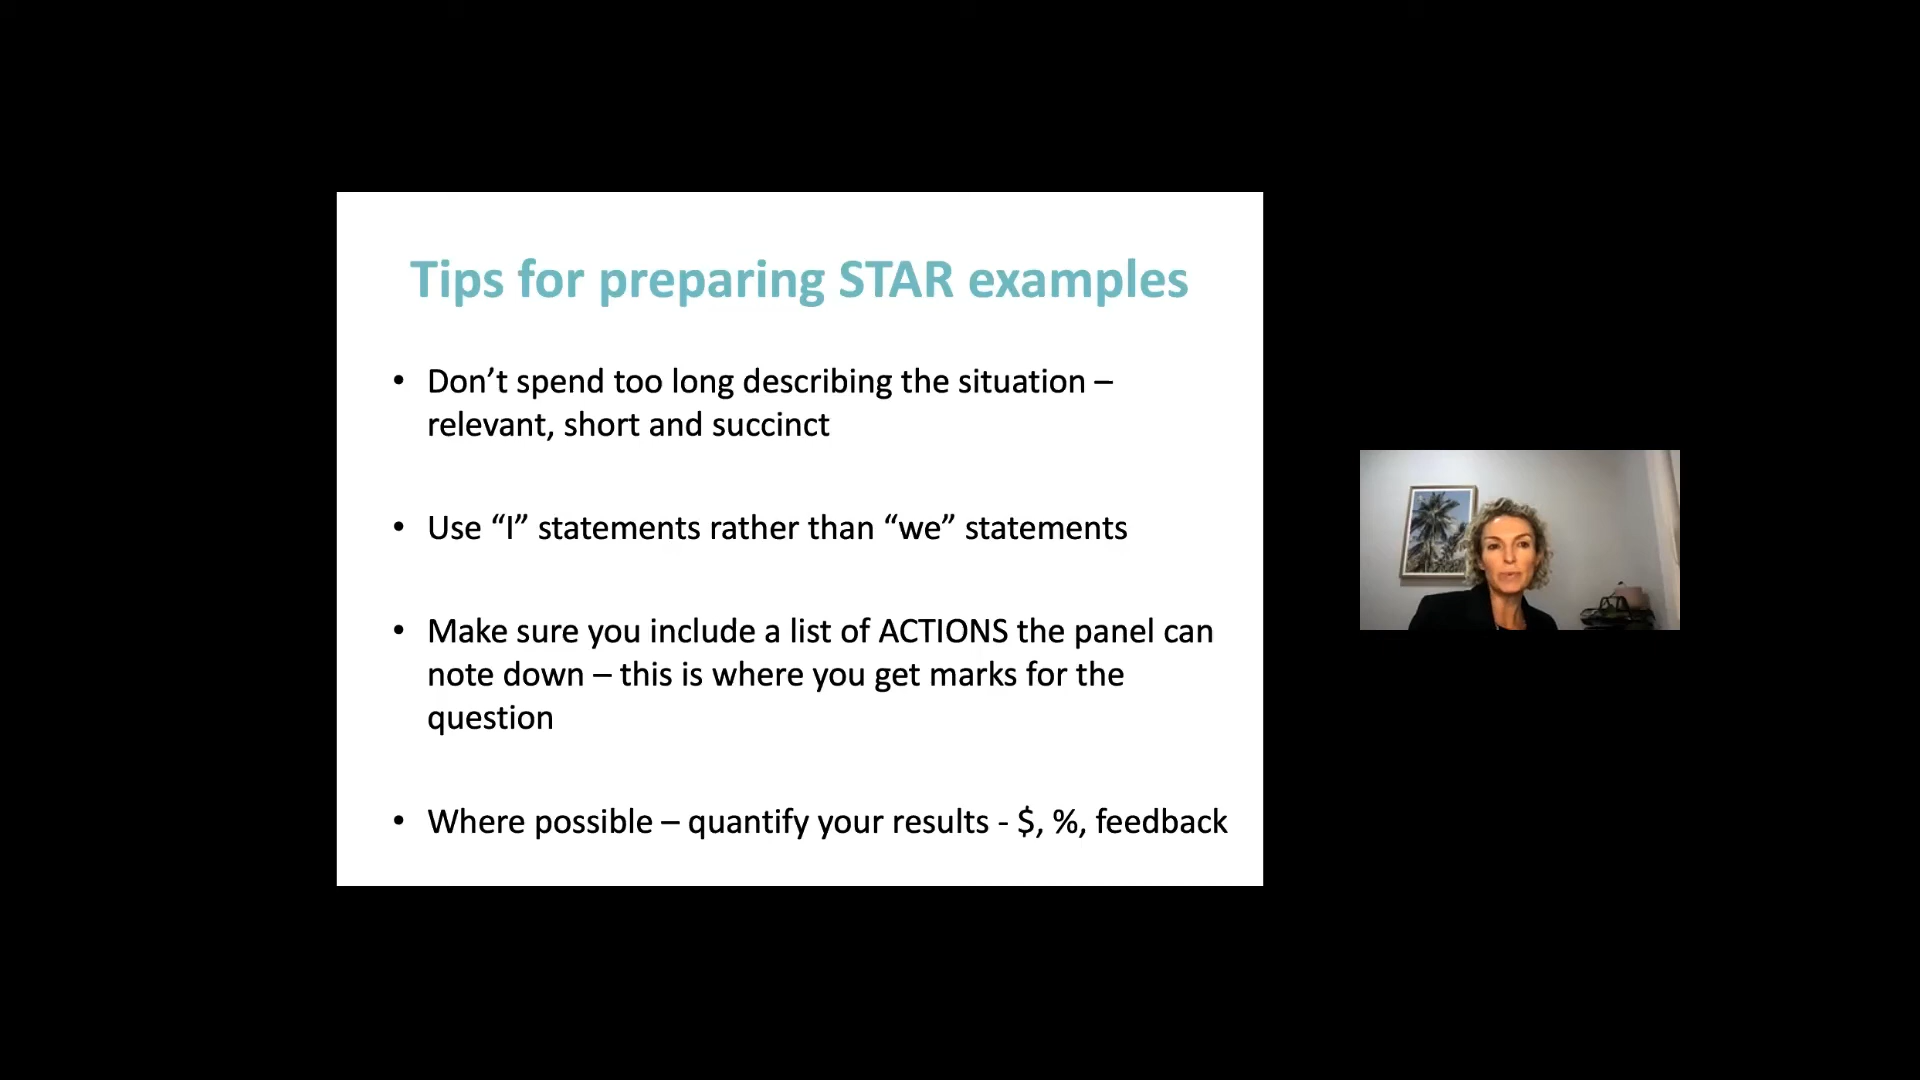 Tips for preparing STAR examples
• Don’t spend too long describing the situation –
relevant, short and succinct
• Use “I” statements rather than “we” statements
• Make sure you include a list of ACTIONS the panel can
note down – this is where you get marks for the
question
• Where possible – quantify your results - $, %, feedback